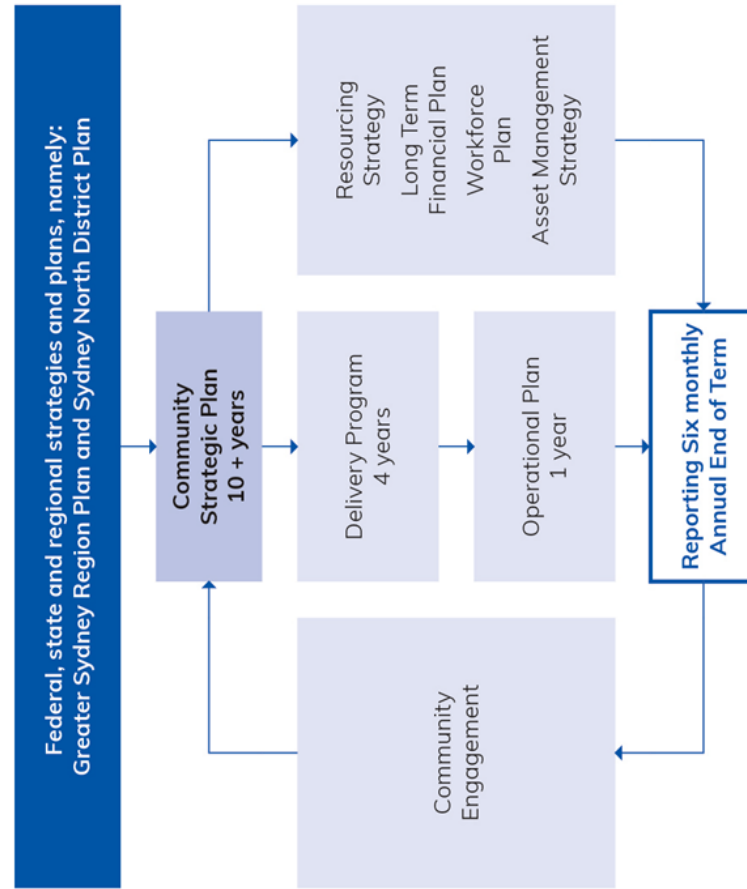 Federal, state and regional strategies and plans, namely:
Greater Sydney Region Plan and Sydney North District Plan
Community
Strategic Plan
10 + years
Resourcing
Strategy
Long Term
Financial Plan
Workforce
Plan
Asset Management
Strategy
Delivery Program
4 years
Operational Plan
1 year
Community
Engagement
Reporting Six monthly
Annual End of Term